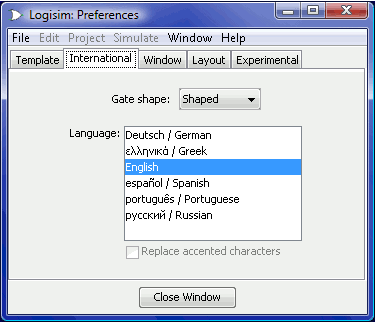 Logisim: Preferences
File Edit Project Simulate Window Help
Template International Window Layout Experimental
Gate shape: Shaped
Language:
Deutsch / German
ελληνικά / Greek
English
español / Spanish
português / Portuguese
русский / Russian
Replace accented characters
Close Window